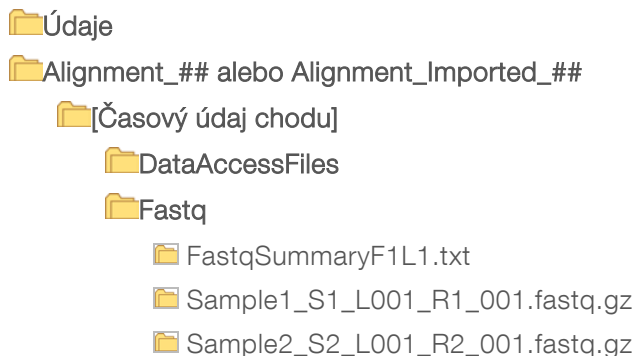 Údaje
Alignment_## alebo Alignment_Imported_##
[Časový údaj chodu]
DataAccessFiles
Fastq
FastqSummaryF1L1.txt
Sample1_S1_L001_R1_001.fastq.gz
Sample2_S2_L001_R2_001.fastq.gz